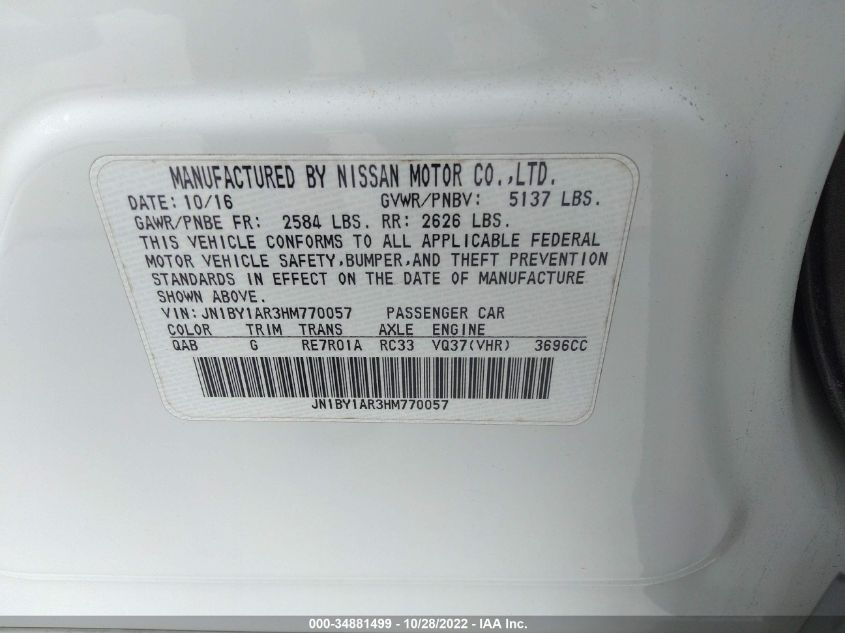 MANUFACTURED BY NISSAN MOTOR CO.,LTD.
DATE: 10/16 GVWR/PNBV: 5137 LBS.
GAWR/PNBE FR: 2584 LBS. RR: 2626 LBS.
THIS VEHICLE CONFORMS TO ALL APPLICABLE FEDERAL
MOTOR VEHICLE SAFETY,BUMPER,AND THEFT PREVENTION
STANDARDS IN EFFECT ON THE DATE OF MANUFACTURE
SHOWN ABOVE.
VIN: JN1BY1AR3HM770057 PASSENGER CAR
COLOR TRIM TRANS AXLE ENGINE
QAB G RE7R01A RC33 VQ37(VHR) 3696CC
JN1BY1AR3HM770057
000-34881499 - 10/28/2022 - IAA Inc.